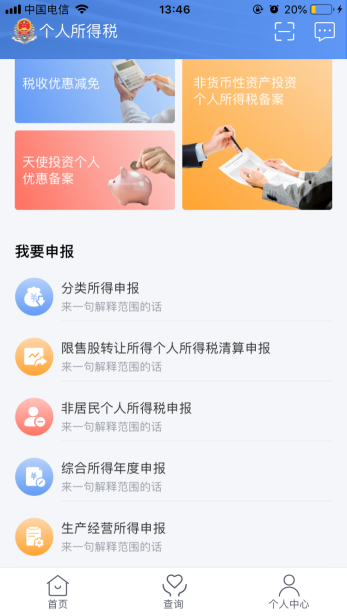 中国电信
13:46
20%
个人所得税
税收优惠减免
非货币性资产投资
个人所得税备案
天使投资个人
优惠备案
我要申报
分类所得申报
来一句解释范围的话
限售股转让所得个人所得税清算申报
来一句解释范围的话
非居民个人所得税申报
来一句解释范围的话
综合所得年度申报
来一句解释范围的话
生产经营所得申报
来一句解释范围的话
首页
查询
个人中心